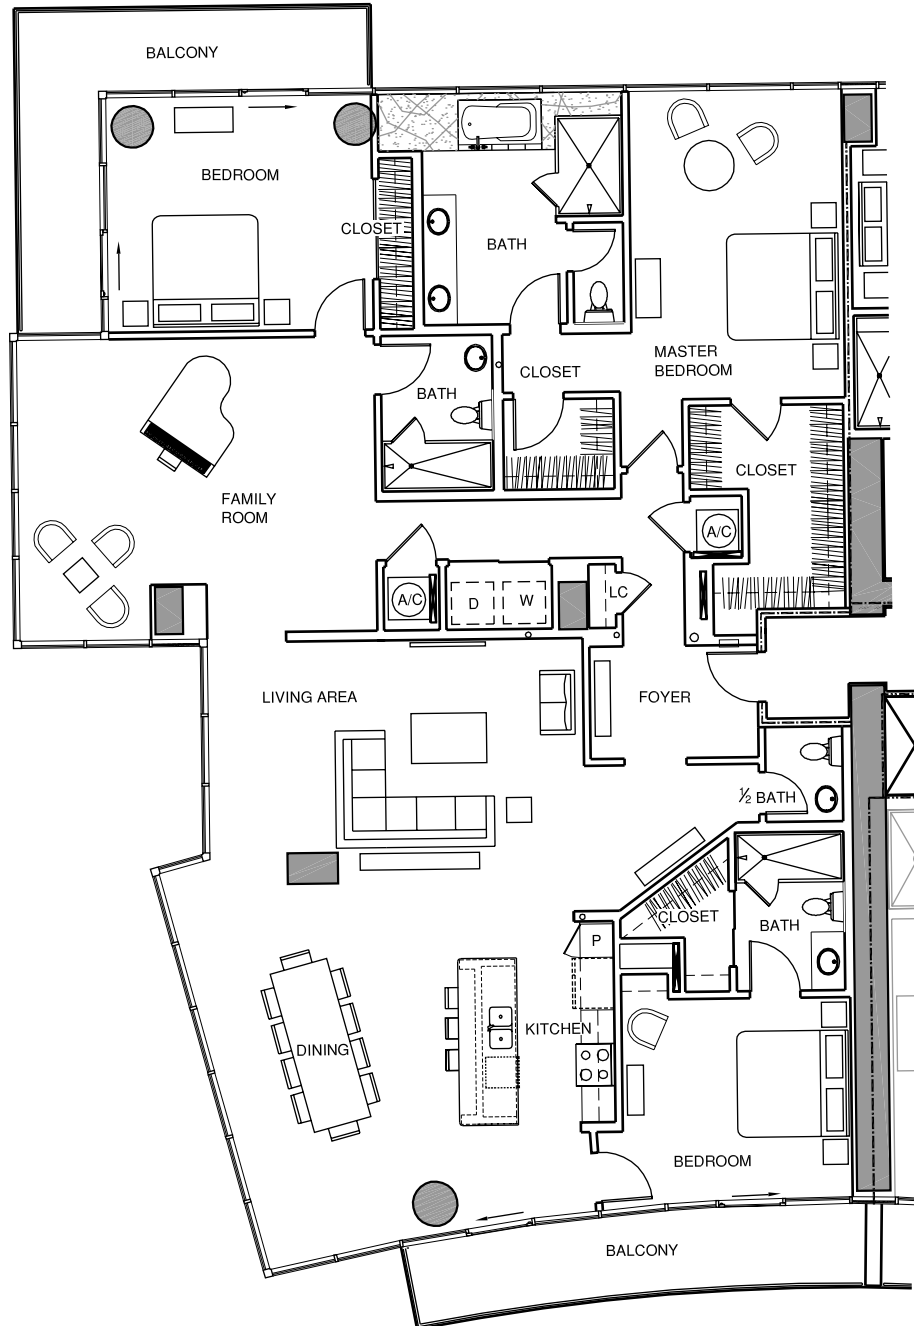 BALCONY
BEDROOM
CLOSET
BATH
MASTER
BEDROOM
CLOSET
BATH
CLOSET
FAMILY
ROOM
A/C
A/C
D
W
LC
LIVING AREA
FOYER
½ BATH
CLOSET
BATH
P
KITCHEN
DINING
BEDROOM
BALCONY